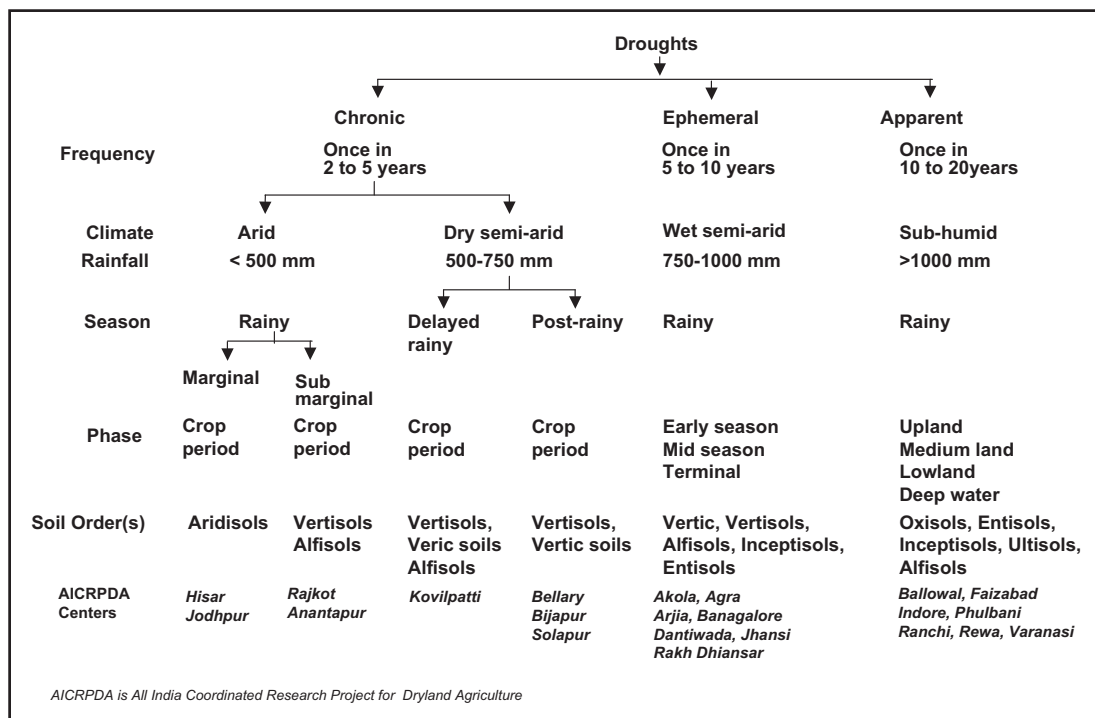 Droughts
Chronic Ephemeral Apparent
Frequency Once in Once in Once in
2 to 5 years 5 to 10 years 10 to 20years
Climate Arid Dry semi-arid Wet semi-arid Sub-humid
Rainfall < 500 mm 500-750 mm 750-1000 mm >1000 mm
Season Rainy Delayed Post-rainy Rainy Rainy
rainy
Marginal Sub
marginal
Phase Crop Crop Crop Crop Early season Upland
period period period period Mid season Medium land
Terminal Lowland
Deep water
Soil Order(s) Aridisols Vertisols Vertisols, Vertisols, Vertic, Vertisols, Oxisols, Entisols,
Alfisols Veric soils Vertic soils Alfisols, Inceptisols, Inceptisols, Ultisols,
Alfisols Entisols Alfisols
AICRPDA Hisar Rajkot Kovilpatti Bellary Akola, Agra Ballowal, Faizabad
Centers Jodhpur Anantapur Bijapur Arjia, Banagalore Indore, Phulbani
Solapur Dantiwada, Jhansi Ranchi, Rewa, Varanasi
Rakh Dhiansar
AICRPDA is All India Coordinated Research Project for Dryland Agriculture